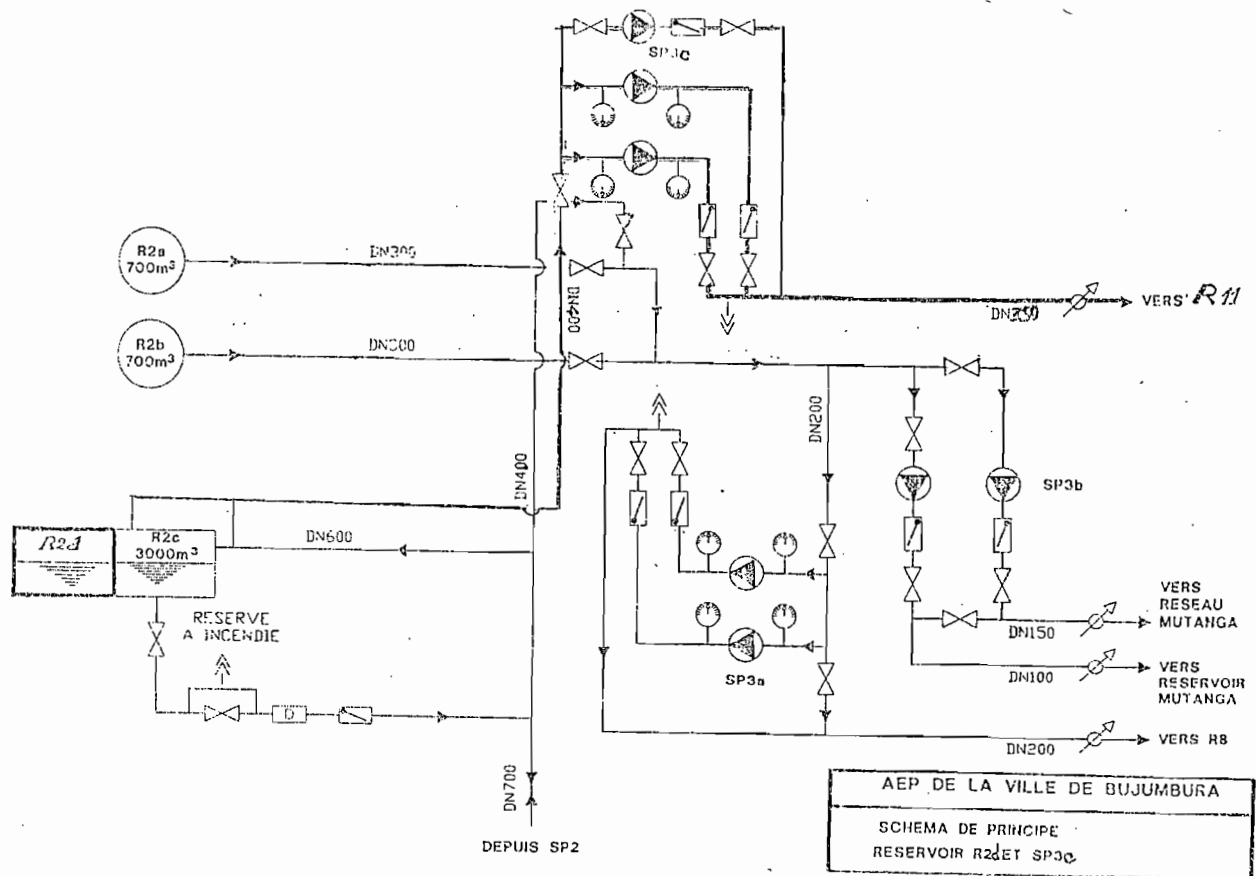 SP3C
R2a
700m³
DN300
DN400
VERS R11
DN250
R2b
700m³
DN300
DN200
DN400
SP3b
R2d
R2c
3000m³
DN600
RESERVE
A INCENDIE
VERS
RESEAU
MUTANGA
DN150
SP3a
DN100
VERS
RESERVOIR
MUTANGA
D
DN200
VERS R8
DN700
DEPUIS SP2
AEP DE LA VILLE DE BUJUMBURA
SCHEMA DE PRINCIPE
RESERVOIR R2d ET SP3c